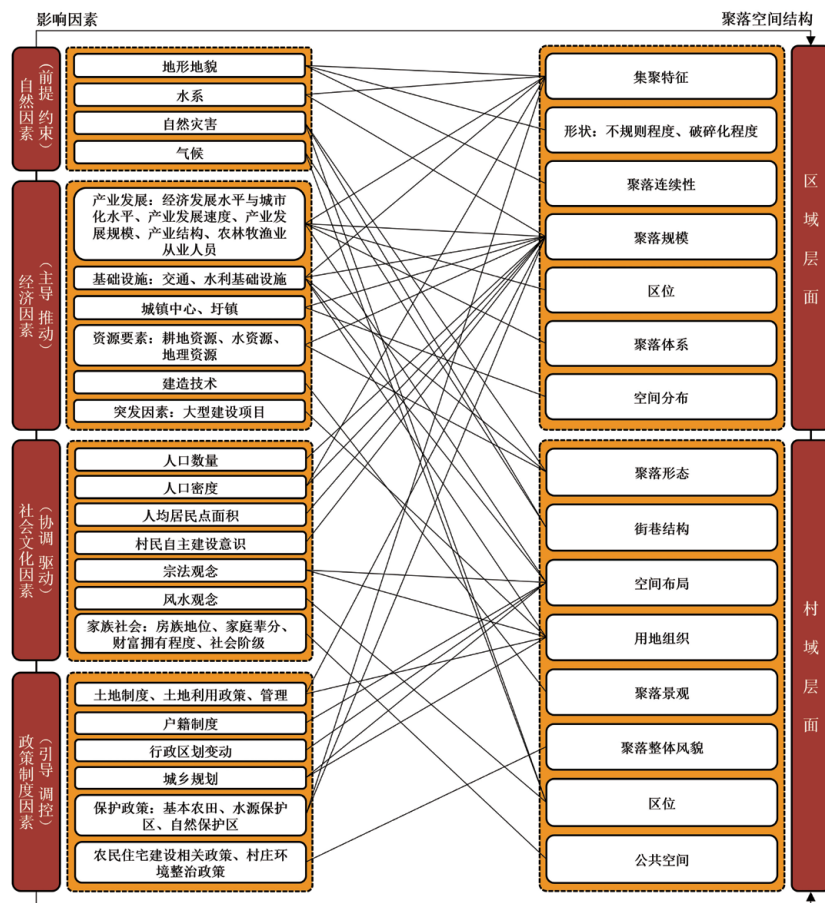 影响因素
聚落空间结构
自然因素
（前提 约束）
地形地貌
水系
自然灾害
气候
经济因素
（主导 推动）
产业发展：经济发展水平与城市
化水平、产业发展速度、产业发
展规模、产业结构、农林牧渔业
从业人员
基础设施：交通、水利基础设施
城镇中心、圩镇
资源要素：耕地资源、水资源、
地理资源
建造技术
突发因素：大型建设项目
社会文化因素
（协调 驱动）
人口数量
人口密度
人均居民点面积
村民自主建设意识
宗法观念
风水观念
家族社会：房族地位、家庭辈分、
财富拥有程度、社会阶级
政策制度因素
（引导 调控）
土地制度、土地利用政策、管理
户籍制度
行政区划变动
城乡规划
保护政策：基本农田、水源保护
区、自然保护区
农民住宅建设相关政策、村庄环
境整治政策
集聚特征
形状：不规则程度、破碎化程度
聚落连续性
聚落规模
区位
聚落体系
空间分布
区域层面
聚落形态
街巷结构
空间布局
用地组织
聚落景观
聚落整体风貌
区位
公共空间
村域层面